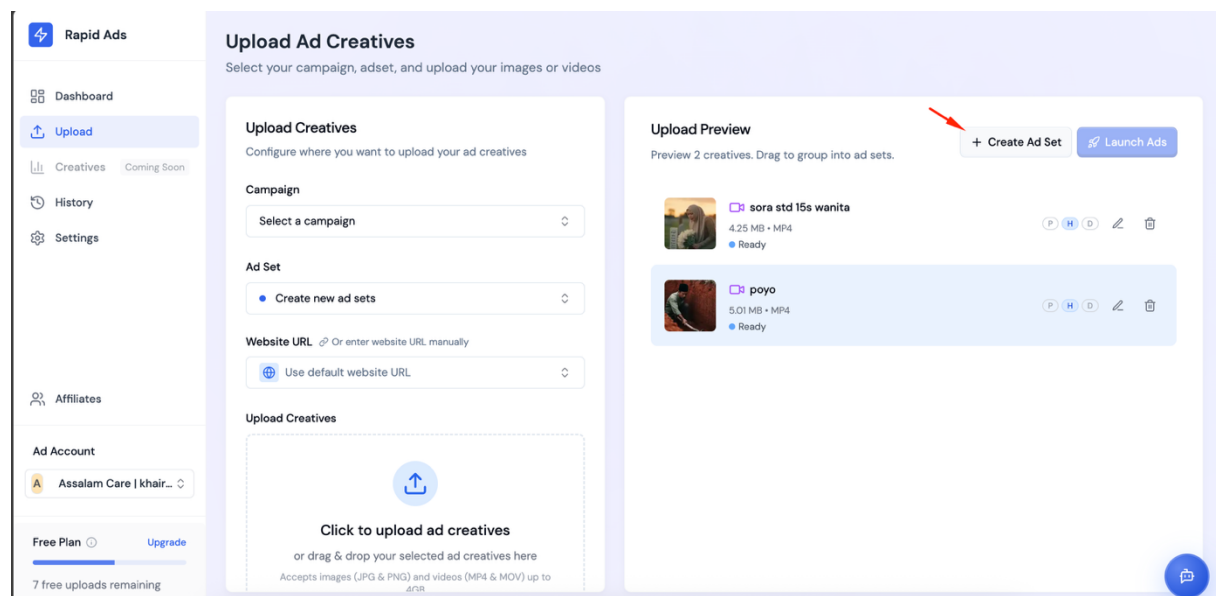 Rapid Ads
Dashboard
Upload
Creatives Coming Soon
History
Settings
Affiliates
Ad Account
A Assalam Care | khair...
Free Plan Upgrade
7 free uploads remaining
Upload Ad Creatives
Select your campaign, adset, and upload your images or videos
Upload Creatives
Configure where you want to upload your ad creatives
Campaign
Select a campaign
Ad Set
Create new ad sets
Website URL Or enter website URL manually
Use default website URL
Upload Creatives
Click to upload ad creatives
or drag & drop your selected ad creatives here
Accepts images (JPG & PNG) and videos (MP4 & MOV) up to
4GB
Upload Preview
Preview 2 creatives. Drag to group into ad sets.
+ Create Ad Set Launch Ads
sora std 15s wanita
4.25 MB • MP4
Ready
P H D
poyo
5.01 MB • MP4
Ready
P H D